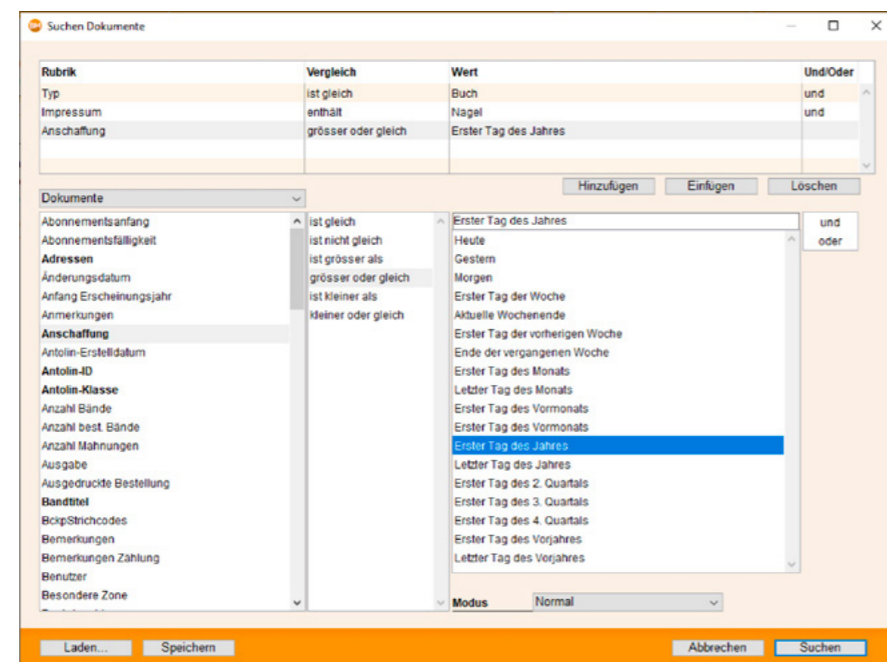 Suchen Dokumente
Rubrik Vergleich Wert Und/Oder
Typ ist gleich Buch und
Impressum enthält Nagel und
Anschaffung grösser oder gleich Erster Tag des Jahres
Hinzufügen Einfügen Löschen
Dokumente
Abonnementsanfang
Abonnementsfälligkeit
Adressen
Änderungsdatum
Anfang Erscheinungsjahr
Anmerkungen
Anschaffung
Antolin-Erstelldatum
Antolin-ID
Antolin-Klasse
Anzahl Bände
Anzahl best. Bände
Anzahl Mahnungen
Ausgabe
Ausgedruckte Bestellung
Bandtitel
BckpStrichcodes
Bemerkungen
Bemerkungen Zählung
Benutzer
Besondere Zone
ist gleich
ist nicht gleich
ist grösser als
grösser oder gleich
ist kleiner als
kleiner oder gleich
Erster Tag des Jahres
Heute
Gestern
Morgen
Erster Tag der Woche
Aktuelle Wochenende
Erster Tag der vorherigen Woche
Ende der vergangenen Woche
Erster Tag des Monats
Letzter Tag des Monats
Erster Tag des Vormonats
Erster Tag des Vormonats
Erster Tag des Jahres
Letzter Tag des Jahres
Erster Tag des 2. Quartals
Erster Tag des 3. Quartals
Erster Tag des 4. Quartals
Erster Tag des Vorjahres
Letzter Tag des Vorjahres
und
oder
Modus Normal
Laden... Speichern Abbrechen Suchen